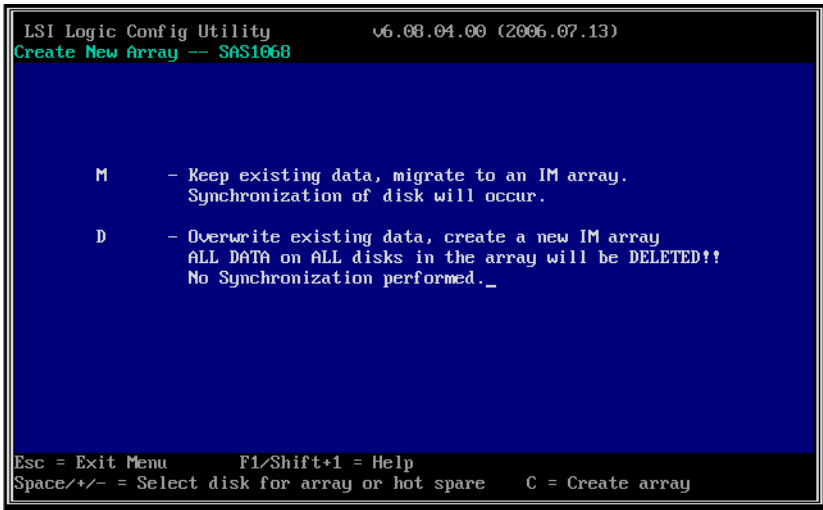 LSI Logic Config Utility v6.08.04.00 (2006.07.13)
Create New Array -- SAS1068
M - Keep existing data, migrate to an IM array.
Synchronization of disk will occur.
D - Overwrite existing data, create a new IM array
ALL DATA on ALL disks in the array will be DELETED!!
No Synchronization performed._
Esc = Exit Menu F1/Shift+1 = Help
Space/+/- = Select disk for array or hot spare C = Create array